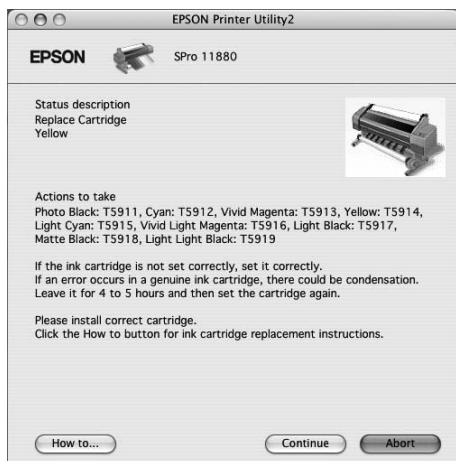 EPSON Printer Utility2
EPSON SPro 11880
Status description
Replace Cartridge
Yellow
Actions to take
Photo Black: T5911, Cyan: T5912, Vivid Magenta: T5913, Yellow: T5914,
Light Cyan: T5915, Vivid Light Magenta: T5916, Light Black: T5917,
Matte Black: T5918, Light Light Black: T5919
If the ink cartridge is not set correctly, set it correctly.
If an error occurs in a genuine ink cartridge, there could be condensation.
Leave it for 4 to 5 hours and then set the cartridge again.
Please install correct cartridge.
Click the How to button for ink cartridge replacement instructions.
How to... Continue Abort